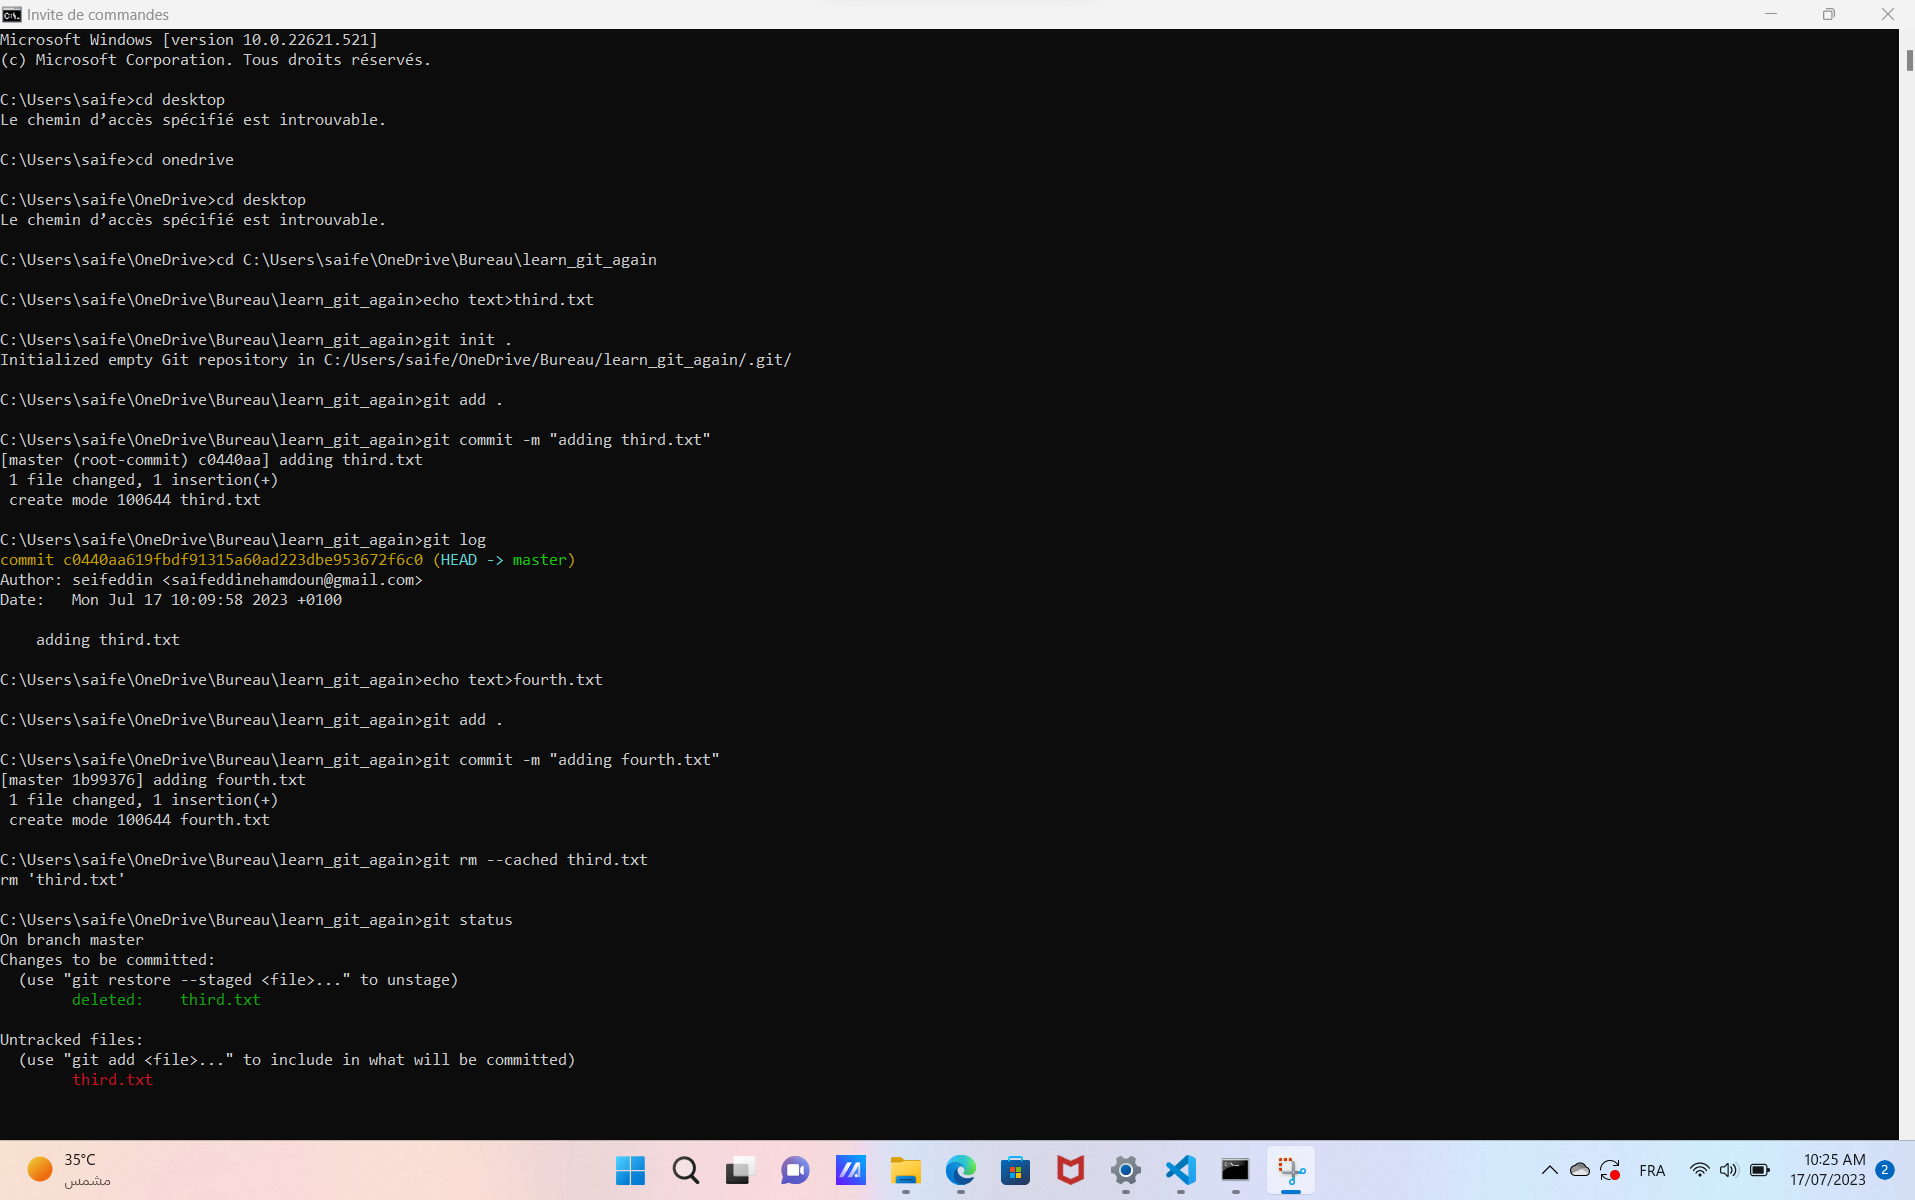 Invite de commandes
Microsoft Windows [version 10.0.22621.521]
(c) Microsoft Corporation. Tous droits réservés.
C:\Users\saife>cd desktop
Le chemin d’accès spécifié est introuvable.
C:\Users\saife>cd onedrive
C:\Users\saife\OneDrive>cd desktop
Le chemin d’accès spécifié est introuvable.
C:\Users\saife\OneDrive>cd C:\Users\saife\OneDrive\Bureau\learn_git_again
C:\Users\saife\OneDrive\Bureau\learn_git_again>echo text>third.txt
C:\Users\saife\OneDrive\Bureau\learn_git_again>git init .
Initialized empty Git repository in C:/Users/saife/OneDrive/Bureau/learn_git_again/.git/
C:\Users\saife\OneDrive\Bureau\learn_git_again>git add .
C:\Users\saife\OneDrive\Bureau\learn_git_again>git commit -m "adding third.txt"
[master (root-commit) c0440aa] adding third.txt
 1 file changed, 1 insertion(+)
 create mode 100644 third.txt
C:\Users\saife\OneDrive\Bureau\learn_git_again>git log
commit c0440aa619fbdf91315a60ad223dbe953672f6c0 (HEAD -> master)
Author: seifeddin <saifeddinehamdoun@gmail.com>
Date:   Mon Jul 17 10:09:58 2023 +0100
    adding third.txt
C:\Users\saife\OneDrive\Bureau\learn_git_again>echo text>fourth.txt
C:\Users\saife\OneDrive\Bureau\learn_git_again>git add .
C:\Users\saife\OneDrive\Bureau\learn_git_again>git commit -m "adding fourth.txt"
[master 1b99376] adding fourth.txt
 1 file changed, 1 insertion(+)
 create mode 100644 fourth.txt
C:\Users\saife\OneDrive\Bureau\learn_git_again>git rm --cached third.txt
rm 'third.txt'
C:\Users\saife\OneDrive\Bureau\learn_git_again>git status
On branch master
Changes to be committed:
  (use "git restore --staged <file>..." to unstage)
        deleted:    third.txt
Untracked files:
  (use "git add <file>..." to include in what will be committed)
        third.txt
35°C
مشمس
FRA
10:25 AM
17/07/2023
2